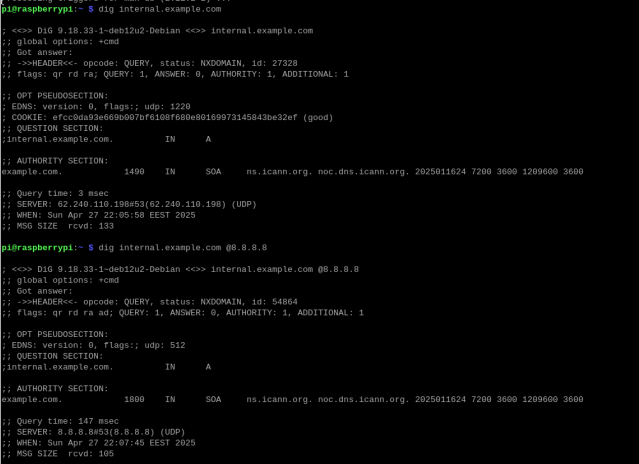 pi@raspberrypi:~ $ dig internal.example.com

; <<>> DiG 9.18.33-1~deb12u2-Debian <<>> internal.example.com
;; global options: +cmd
;; Got answer:
;; ->>HEADER<<- opcode: QUERY, status: NXDOMAIN, id: 27328
;; flags: qr rd ra; QUERY: 1, ANSWER: 0, AUTHORITY: 1, ADDITIONAL: 1

;; OPT PSEUDOSECTION:
; EDNS: version: 0, flags:; udp: 1220
; COOKIE: efcc0da93e669b007bf6108f680e80169973145843be32ef (good)
;; QUESTION SECTION:
;internal.example.com. IN A

;; AUTHORITY SECTION:
example.com. 1490 IN SOA ns.icann.org. noc.dns.icann.org. 2025011624 7200 3600 1209600 3600

;; Query time: 3 msec
;; SERVER: 62.240.110.198#53(62.240.110.198) (UDP)
;; WHEN: Sun Apr 27 22:05:58 EEST 2025
;; MSG SIZE rcvd: 133

pi@raspberrypi:~ $ dig internal.example.com @8.8.8.8

; <<>> DiG 9.18.33-1~deb12u2-Debian <<>> internal.example.com @8.8.8.8
;; global options: +cmd
;; Got answer:
;; ->>HEADER<<- opcode: QUERY, status: NXDOMAIN, id: 54864
;; flags: qr rd ra ad; QUERY: 1, ANSWER: 0, AUTHORITY: 1, ADDITIONAL: 1

;; OPT PSEUDOSECTION:
; EDNS: version: 0, flags:; udp: 512
;; QUESTION SECTION:
;internal.example.com. IN A

;; AUTHORITY SECTION:
example.com. 1800 IN SOA ns.icann.org. noc.dns.icann.org. 2025011624 7200 3600 1209600 3600

;; Query time: 147 msec
;; SERVER: 8.8.8.8#53(8.8.8.8) (UDP)
;; WHEN: Sun Apr 27 22:07:45 EEST 2025
;; MSG SIZE rcvd: 105